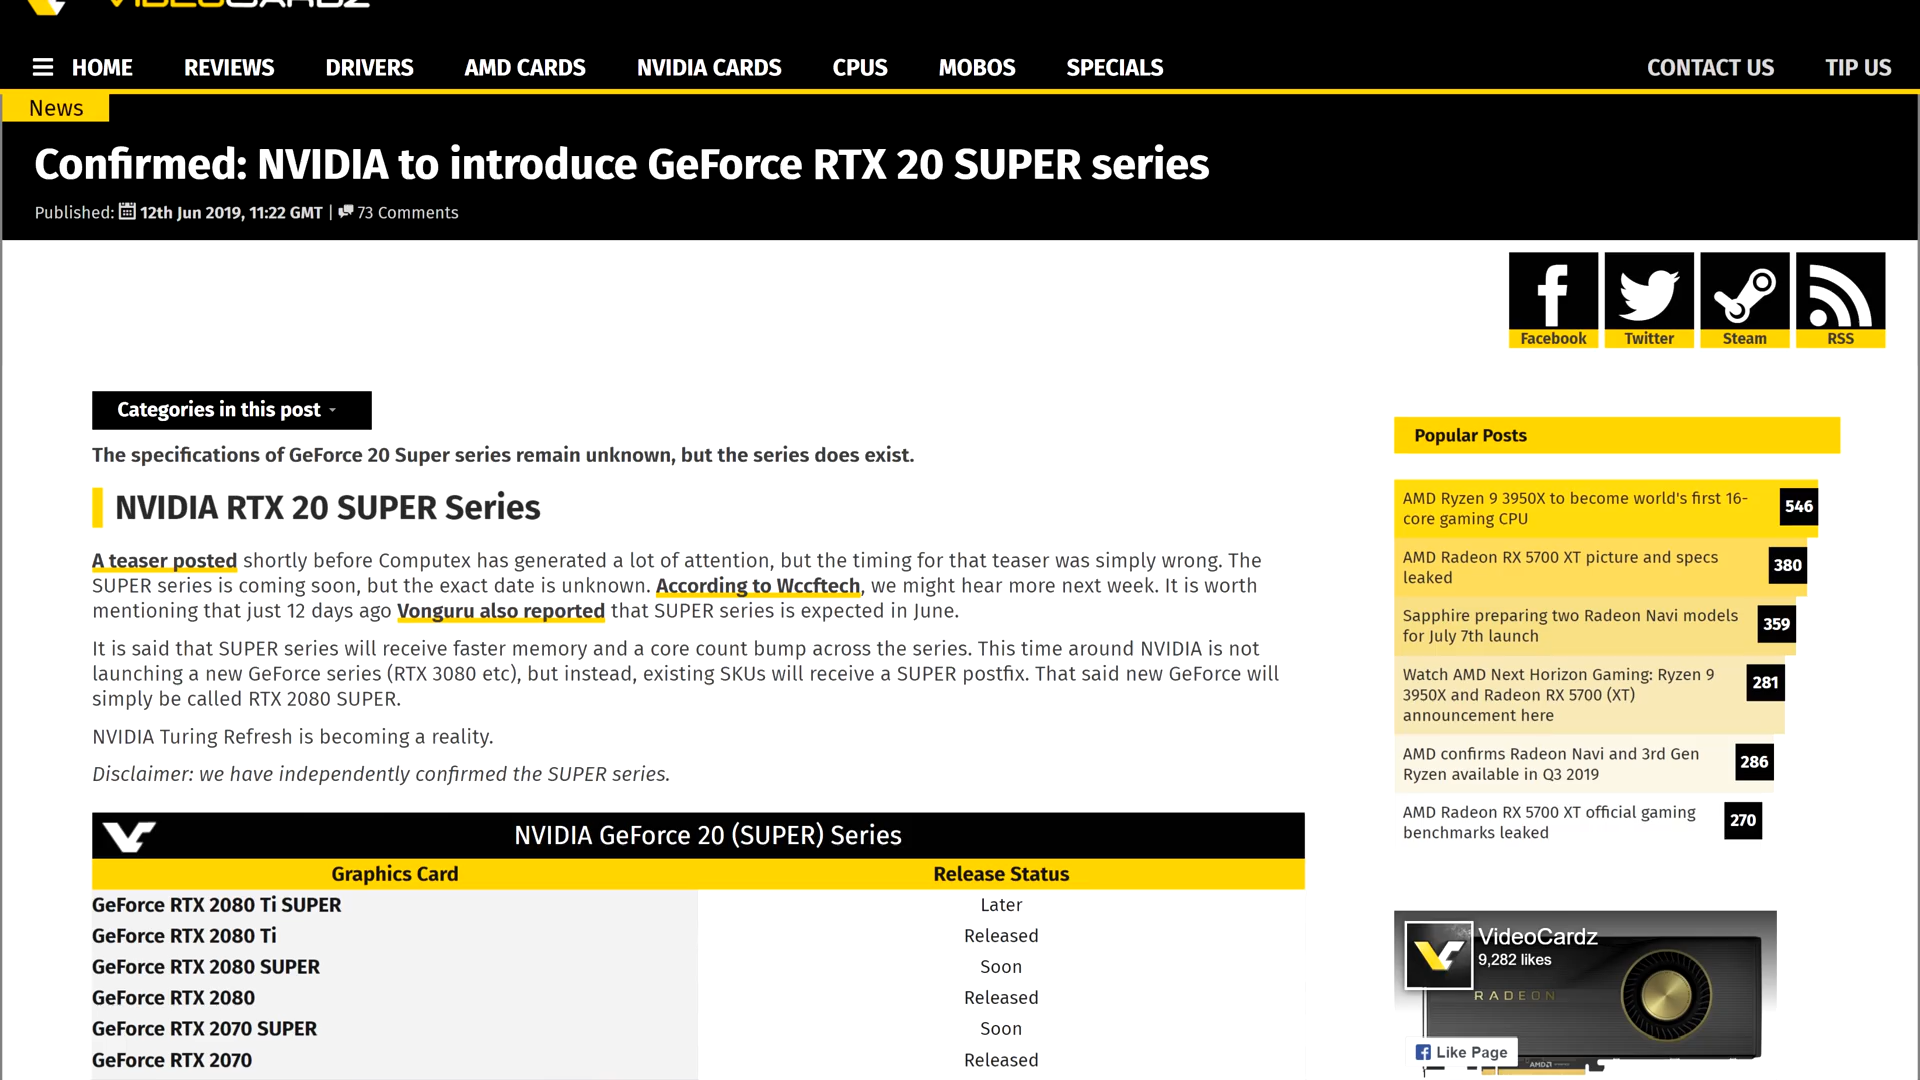 VIDEOCARDZ
HOME REVIEWS DRIVERS AMD CARDS NVIDIA CARDS CPUS MOBOS SPECIALS CONTACT US TIP US
News
Confirmed: NVIDIA to introduce GeForce RTX 20 SUPER series
Published: 12th Jun 2019, 11:22 GMT | 73 Comments
Facebook Twitter Steam RSS
Categories in this post
The specifications of GeForce 20 Super series remain unknown, but the series does exist.
NVIDIA RTX 20 SUPER Series
A teaser posted shortly before Computex has generated a lot of attention, but the timing for that teaser was simply wrong. The
SUPER series is coming soon, but the exact date is unknown. According to Wccftech, we might hear more next week. It is worth
mentioning that just 12 days ago Vonguru also reported that SUPER series is expected in June.
It is said that SUPER series will receive faster memory and a core count bump across the series. This time around NVIDIA is not
launching a new GeForce series (RTX 3080 etc), but instead, existing SKUs will receive a SUPER postfix. That said new GeForce will
simply be called RTX 2080 SUPER.
NVIDIA Turing Refresh is becoming a reality.
Disclaimer: we have independently confirmed the SUPER series.
NVIDIA GeForce 20 (SUPER) Series
Graphics Card Release Status
GeForce RTX 2080 Ti SUPER Later
GeForce RTX 2080 Ti Released
GeForce RTX 2080 SUPER Soon
GeForce RTX 2080 Released
GeForce RTX 2070 SUPER Soon
GeForce RTX 2070 Released
Popular Posts
AMD Ryzen 9 3950X to become world's first 16-
core gaming CPU
546
AMD Radeon RX 5700 XT picture and specs
leaked
380
Sapphire preparing two Radeon Navi models
for July 7th launch
359
Watch AMD Next Horizon Gaming: Ryzen 9
3950X and Radeon RX 5700 (XT)
announcement here
281
AMD confirms Radeon Navi and 3rd Gen
Ryzen available in Q3 2019
286
AMD Radeon RX 5700 XT official gaming
benchmarks leaked
270
VideoCardz
9,282 likes
RADEON
Like Page
AMD